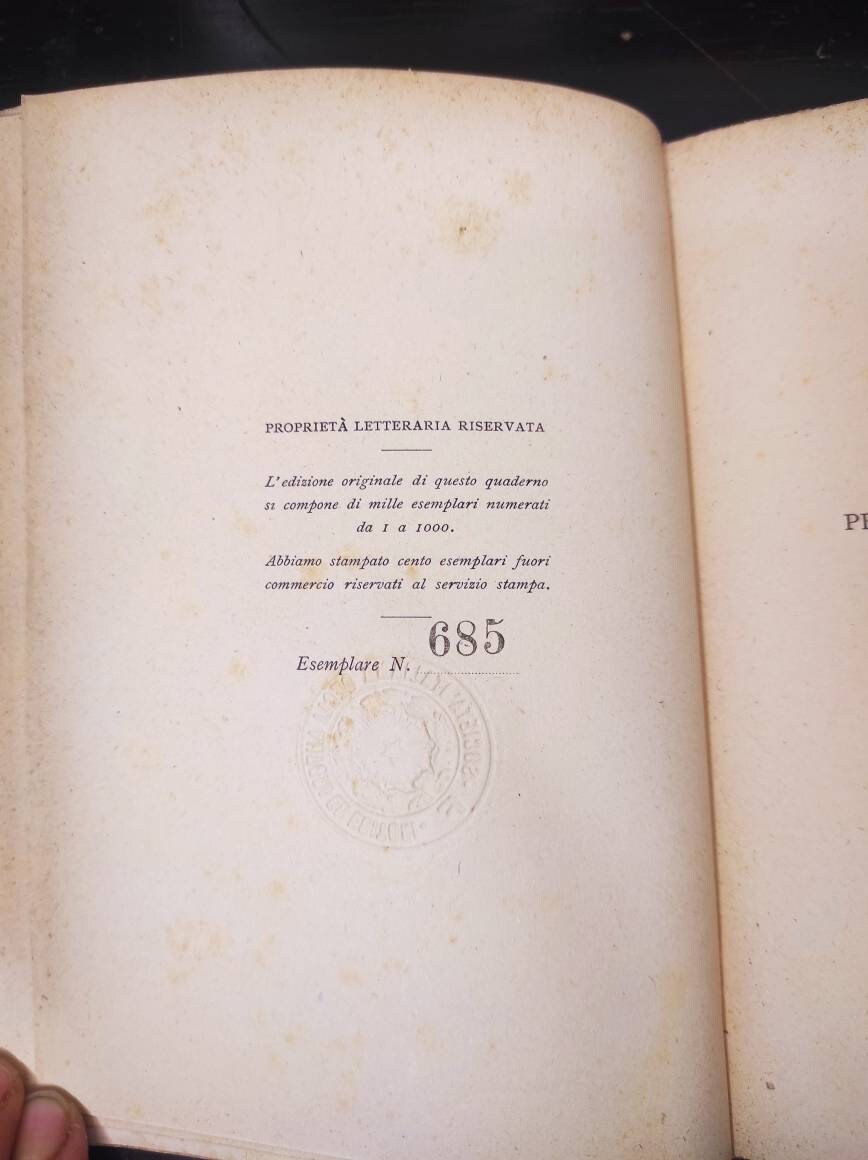 PROPRIETÀ LETTERARIA RISERVATA
L'edizione originale di questo quaderno
si compone di mille esemplari numerati
da 1 a 1000.
Abbiamo stampato cento esemplari fuori
commercio riservati al servizio stampa.
Esemplare N. 685